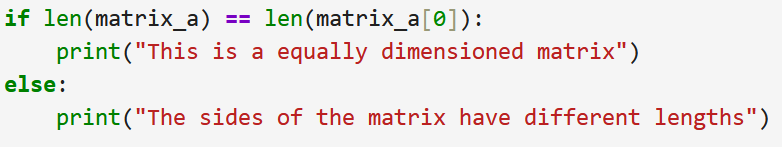 if len(matrix_a) == len(matrix_a[0]):
    print("This is a equally dimensioned matrix")
else:
    print("The sides of the matrix have different lengths")